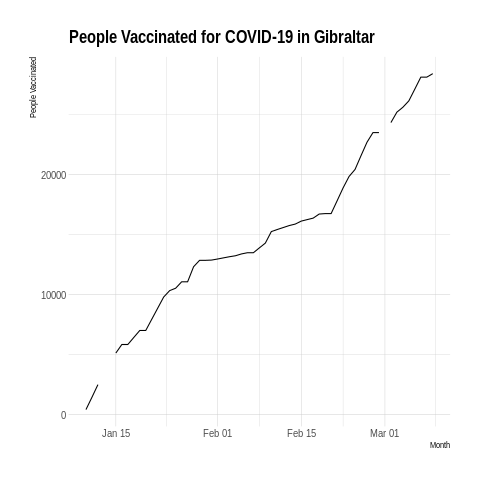 People Vaccinated for COVID-19 in Gibraltar
People Vaccinated
20000
10000
0
Jan 15 Feb 01 Feb 15 Mar 01
Month